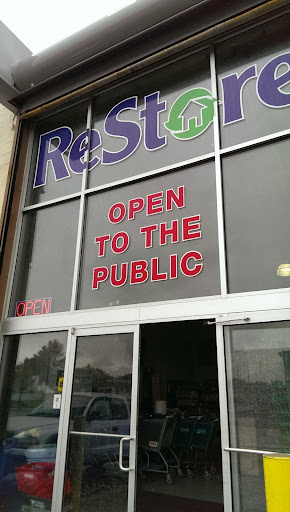 ReStore
OPEN
TO THE
PUBLIC
OPEN